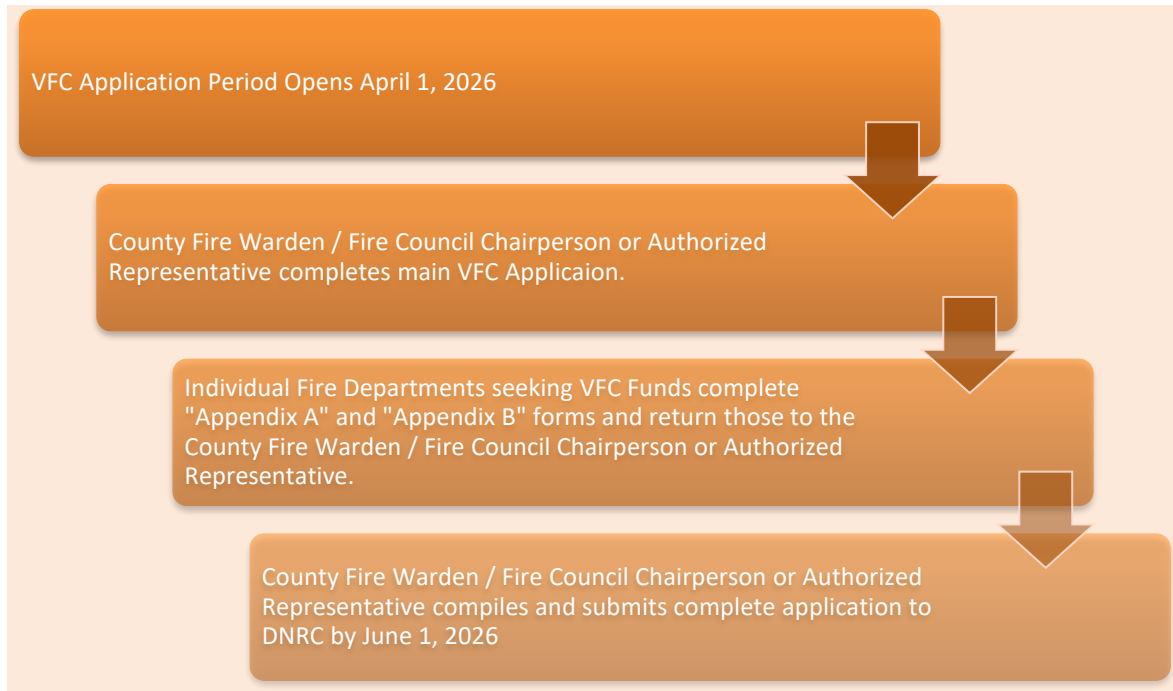 VFC Application Period Opens April 1, 2026
County Fire Warden / Fire Council Chairperson or Authorized
Representative completes main VFC Applicaion.
Individual Fire Departments seeking VFC Funds complete
"Appendix A" and "Appendix B" forms and return those to the
County Fire Warden / Fire Council Chairperson or Authorized
Representative.
County Fire Warden / Fire Council Chairperson or Authorized
Representative compiles and submits complete application to
DNRC by June 1, 2026